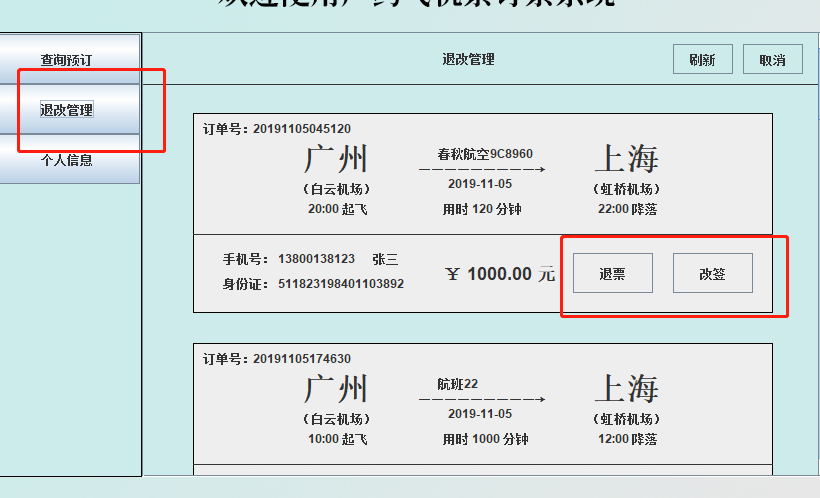 查询预订
退改管理
个人信息
退改管理
刷新
取消
订单号：20191105045120
广州
春秋航空9C8960
上海
(白云机场)
2019-11-05
(虹桥机场)
20:00 起飞
用时 120 分钟
22:00 降落
手机号： 13800138123 张三
身份证： 511823198401103892
¥ 1000.00 元
退票
改签
订单号：20191105174630
广州
航班22
上海
(白云机场)
2019-11-05
(虹桥机场)
10:00 起飞
用时 1000 分钟
12:00 降落